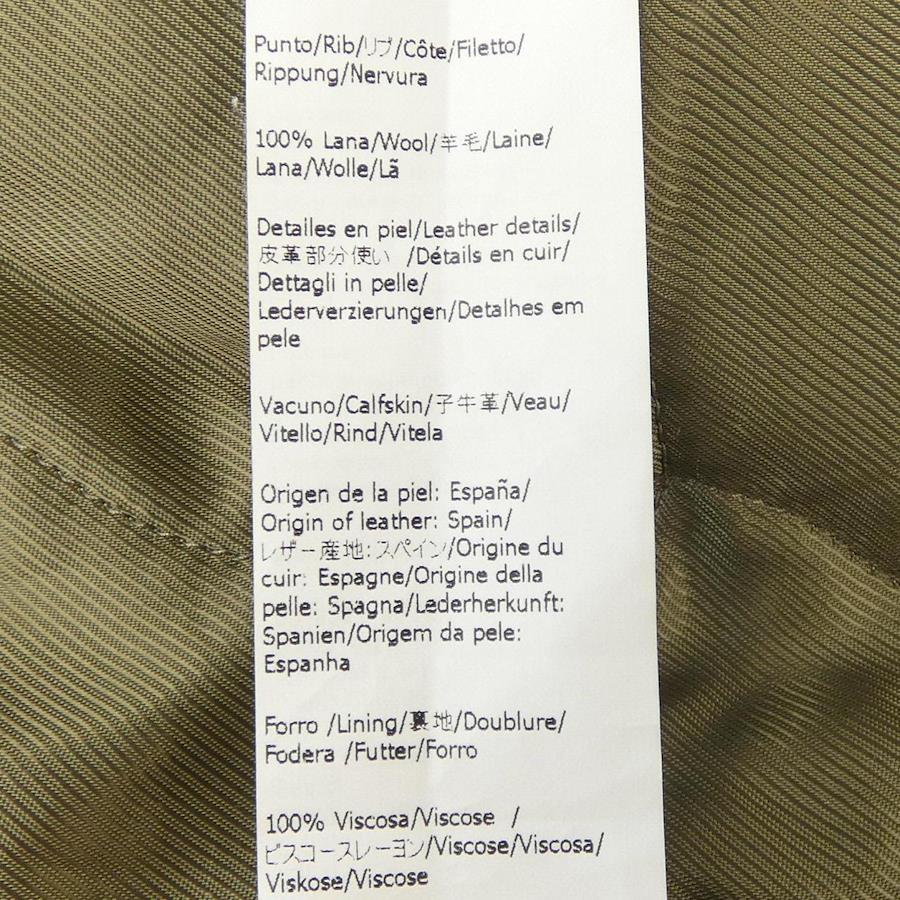 Punto/Rib/リブ/Côte/Filetto/
Rippung/Nervura
100% Lana/Wool/羊毛/Laine/
Lana/Wolle/Lã
Detalles en piel/Leather details/
皮革部分使い /Détails en cuir/
Dettagli in pelle/
Lederverzierungen/Detalhes em
pele
Vacuno/Calfskin/子牛革/Veau/
Vitello/Rind/Vitela
Origen de la piel: España/
Origin of leather: Spain/
レザー産地:スペイン/Origine du
cuir: Espagne/Origine della
pelle: Spagna/Lederherkunft:
Spanien/Origem da pele:
Espanha
Forro /Lining/裏地/Doublure/
Fodera /Futter/Forro
100% Viscosa/Viscose /
ビスコースレーヨン/Viscose/Viscosa/
Viskose/Viscose